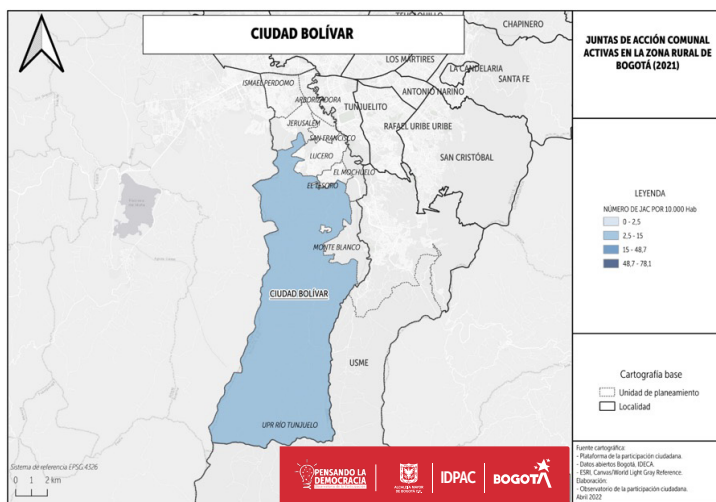 CIUDAD BOLÍVAR
CHAPINERO
LOS MÁRTIRES
LA CANDELARIA
SANTA FE
ISMAEL PERDOMO
ANTONIO NARIÑO
ARBORIZADORA
TUNJUELITO
JERUSALEM
RAFAEL URIBE URIBE
SAN FRANCISCO
LUCERO
SAN CRISTÓBAL
EL MOCHUELO
EL TESORO
MONTE BLANCO
CIUDAD BOLÍVAR
USME
UPR RÍO TUNJUELO
Sistema de referencia EPSG 4326
0 1 2 km
JUNTAS DE ACCIÓN COMUNAL
ACTIVAS EN LA ZONA RURAL DE
BOGOTÁ (2021)
LEYENDA
NÚMERO DE JAC POR 10.000 Hab
0 - 2,5
2,5 - 15
15 - 48,7
48,7 - 78,1
Cartografía base
Unidad de planeamiento
Localidad
Fuente cartográfica:
- Plataforma de la participación ciudadana.
- Datos abiertos Bogotá, IDECA.
- ESRI, Canvas/World Light Gray Reference.
Elaboración:
- Observatorio de la participación ciudadana.
Abril 2022
PENSANDO LA
DEMOCRACIA
ALCALDÍA MAYOR
DE BOGOTÁ D.C.
IDPAC
BOGOTÁ